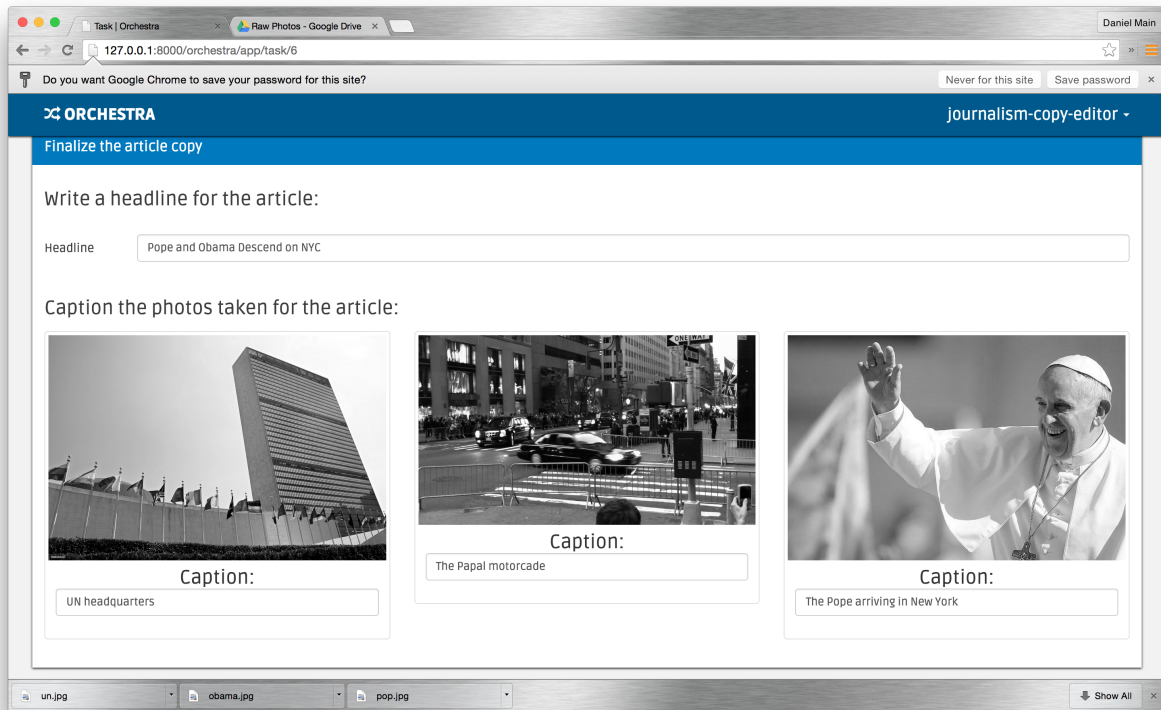 Task | Orchestra
Raw Photos - Google Drive
Daniel Main
127.0.0.1:8000/orchestra/app/task/6
Do you want Google Chrome to save your password for this site?
Never for this site
Save password
ORCHESTRA
journalism-copy-editor
Finalize the article copy
Write a headline for the article:
Headline
Pope and Obama Descend on NYC
Caption the photos taken for the article:
ONE WAY
Caption:
UN headquarters
Caption:
The Papal motorcade
Caption:
The Pope arriving in New York
un.jpg
obama.jpg
pop.jpg
Show All